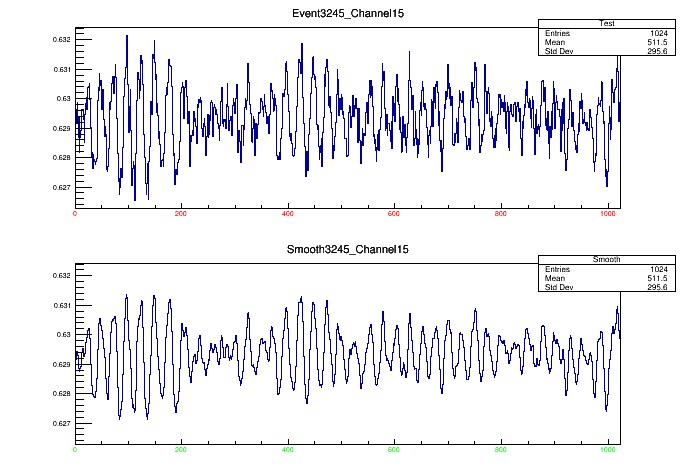 Event3245_Channel15
Test
Entries 1024
Mean 511.5
Std Dev 295.6
0.632
0.631
0.63
0.629
0.628
0.627
0 200 400 600 800 1000
Smooth3245_Channel15
Smooth
Entries 1024
Mean 511.5
Std Dev 295.6
0.632
0.631
0.63
0.629
0.628
0.627
0 200 400 600 800 1000